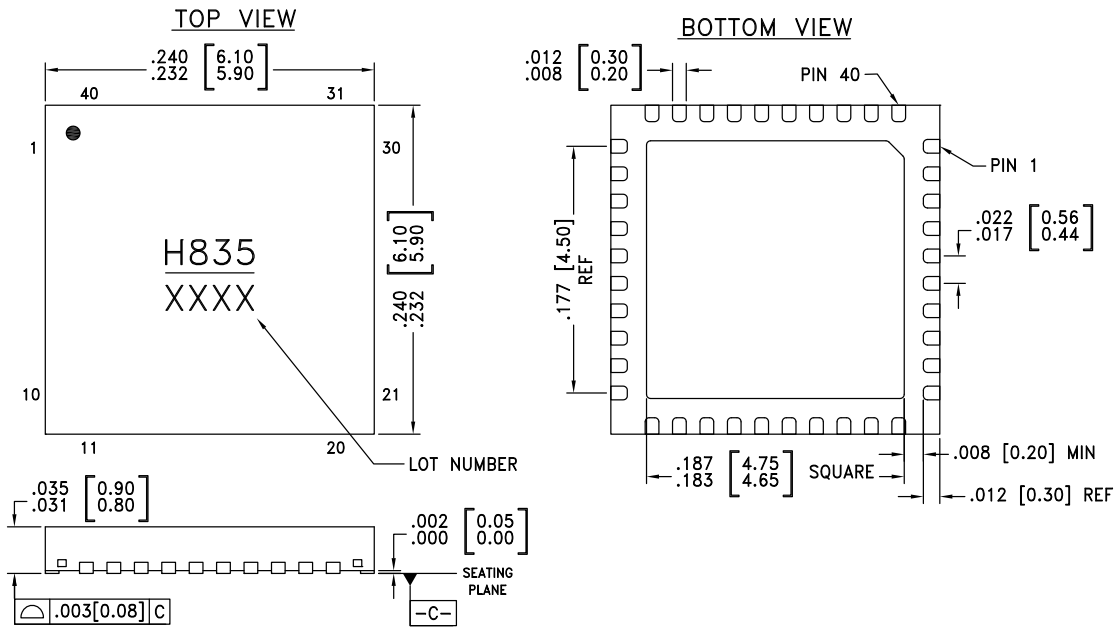 TOP VIEW
.240 [6.10]
.232 [5.90]
40 31
1 30
H835
XXXX
.240 [6.10]
.232 [5.90]
10 21
11 20
LOT NUMBER
.035 [0.90]
.031 [0.80]
.002 [0.05]
.000 [0.00]
SEATING
PLANE
.003[0.08] C
-C-
BOTTOM VIEW
.012 [0.30]
.008 [0.20]
PIN 40
PIN 1
.022 [0.56]
.017 [0.44]
.177 [4.50]
REF
.187 [4.75]
.183 [4.65]
SQUARE
.008 [0.20] MIN
.012 [0.30] REF